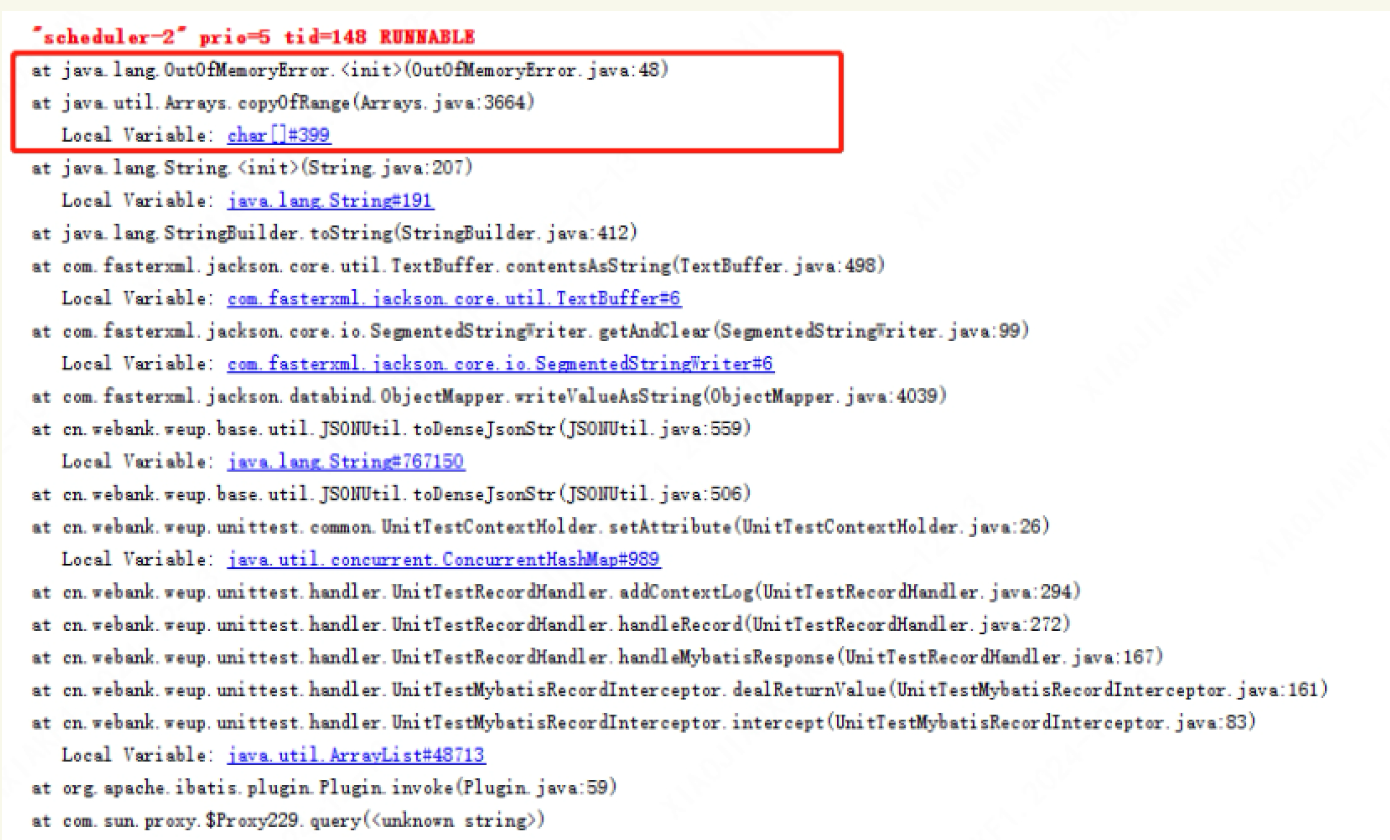 "scheduler-2" prio=5 tid=148 RUNNABLE
at java.lang.OutOfMemoryError.<init>(OutOfMemoryError.java:48)
at java.util.Arrays.copyOfRange(Arrays.java:3664)
Local Variable: char[]#399
at java.lang.String.<init>(String.java:207)
Local Variable: java.lang.String#191
at java.lang.StringBuilder.toString(StringBuilder.java:412)
at com.fasterxml.jackson.core.util.TextBuffer.contentsAsString(TextBuffer.java:498)
Local Variable: com.fasterxml.jackson.core.util.TextBuffer#6
at com.fasterxml.jackson.core.io.SegmentedStringWriter.getAndClear(SegmentedStringWriter.java:99)
Local Variable: com.fasterxml.jackson.core.io.SegmentedStringWriter#6
at com.fasterxml.jackson.databind.ObjectMapper.writeValueAsString(ObjectMapper.java:4039)
at cn.webank.weup.base.util.JSONUtil.toDenseJsonStr(JSONUtil.java:559)
Local Variable: java.lang.String#767150
at cn.webank.weup.base.util.JSONUtil.toDenseJsonStr(JSONUtil.java:506)
at cn.webank.weup.unittest.common.UnitTestContextHolder.setAttribute(UnitTestContextHolder.java:26)
Local Variable: java.util.concurrent.ConcurrentHashMap#989
at cn.webank.weup.unittest.handler.UnitTestRecordHandler.addContextLog(UnitTestRecordHandler.java:294)
at cn.webank.weup.unittest.handler.UnitTestRecordHandler.handleRecord(UnitTestRecordHandler.java:272)
at cn.webank.weup.unittest.handler.UnitTestRecordHandler.handleMybatisResponse(UnitTestRecordHandler.java:167)
at cn.webank.weup.unittest.handler.UnitTestMybatisRecordInterceptor.dealReturnValue(UnitTestMybatisRecordInterceptor.java:161)
at cn.webank.weup.unittest.handler.UnitTestMybatisRecordInterceptor.intercept(UnitTestMybatisRecordInterceptor.java:83)
Local Variable: java.util.ArrayList#48713
at org.apache.ibatis.plugin.Plugin.invoke(Plugin.java:59)
at com.sun.proxy.$Proxy229.query(<unknown string>)